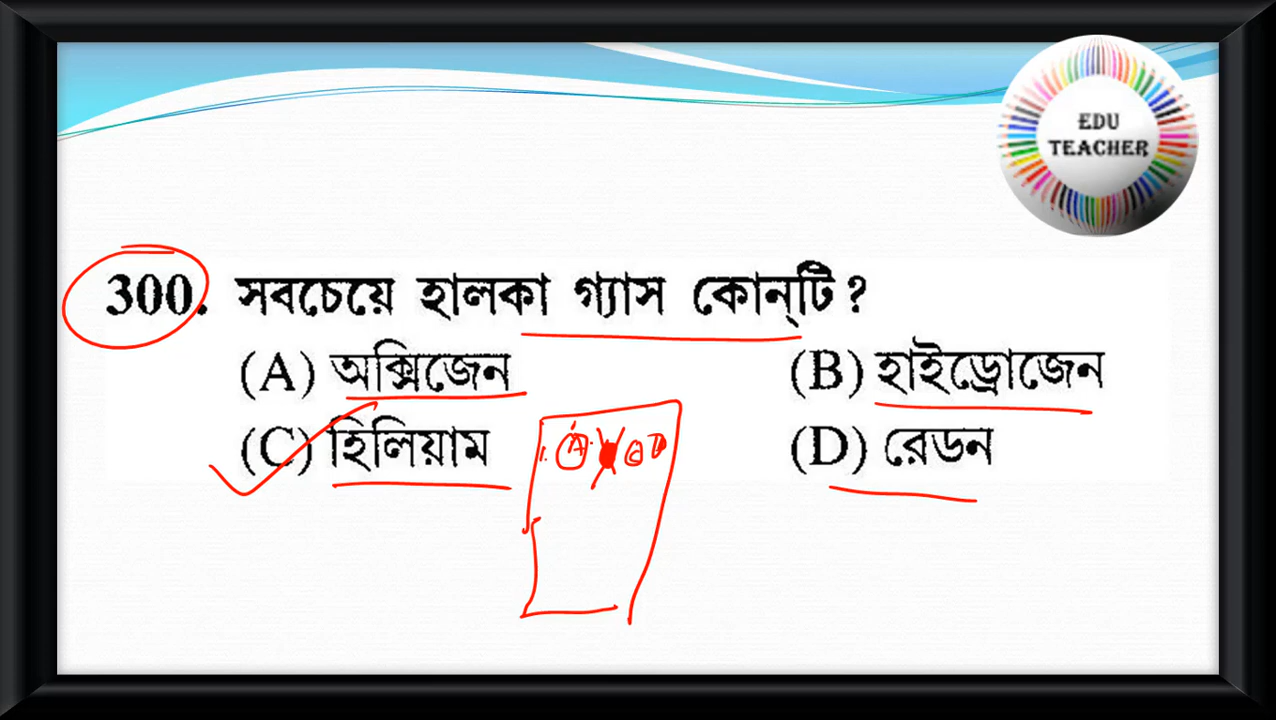 EDU
TEACHER
300. সবচেয়ে হালকা গ্যাস কোন্‌টি ?
(A) অক্সিজেন (B) হাইড্রোজেন
(C) হিলিয়াম (D) রেডন